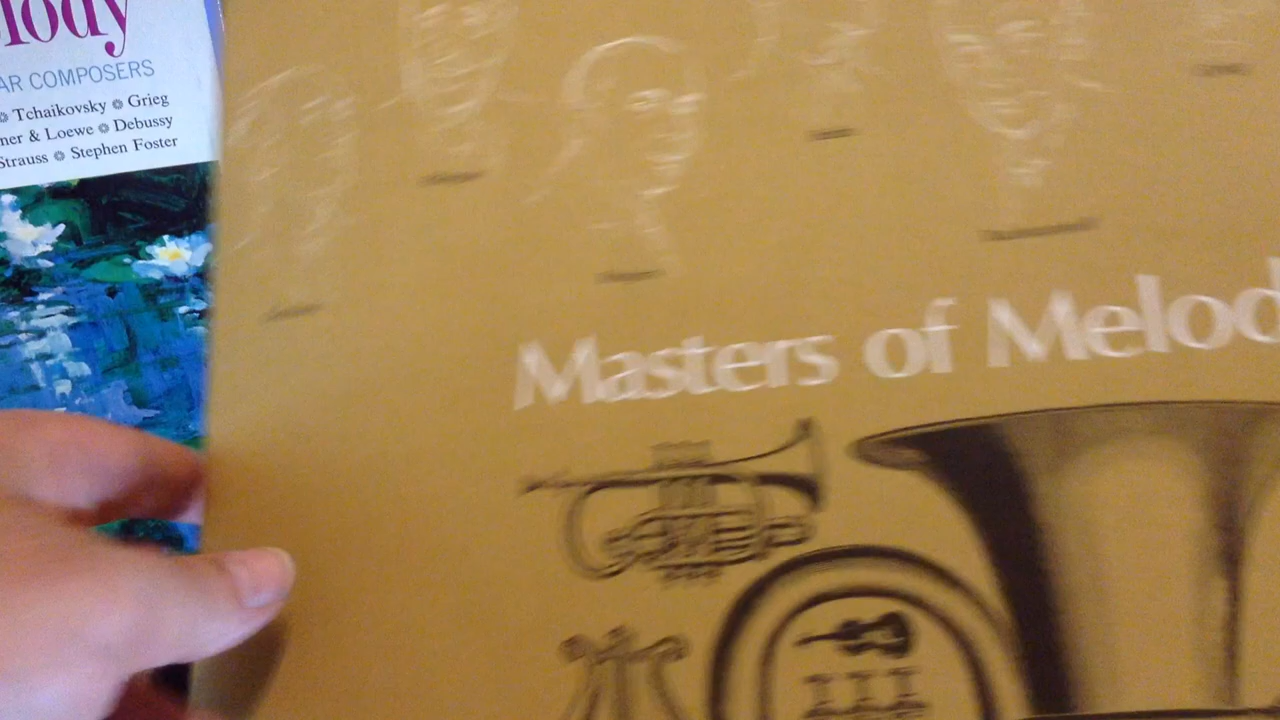 lody
AR COMPOSERS
Tchaikovsky ❁ Grieg
ner & Loewe ❁ Debussy
Strauss ❁ Stephen Foster
Masters of Melod